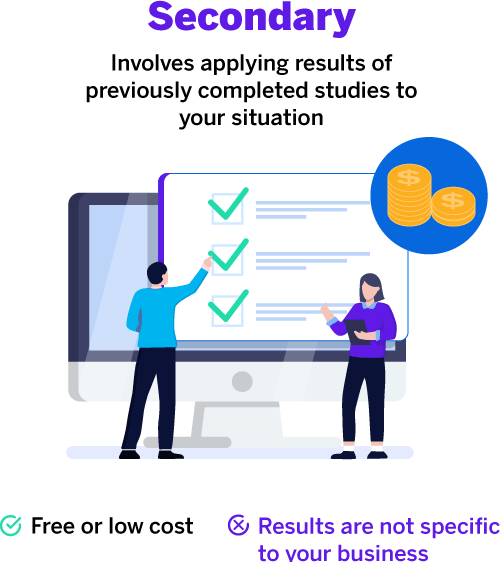 Secondary
Involves applying results of
previously completed studies to
your situation
$
$
Free or low cost
Results are not specific
to your business